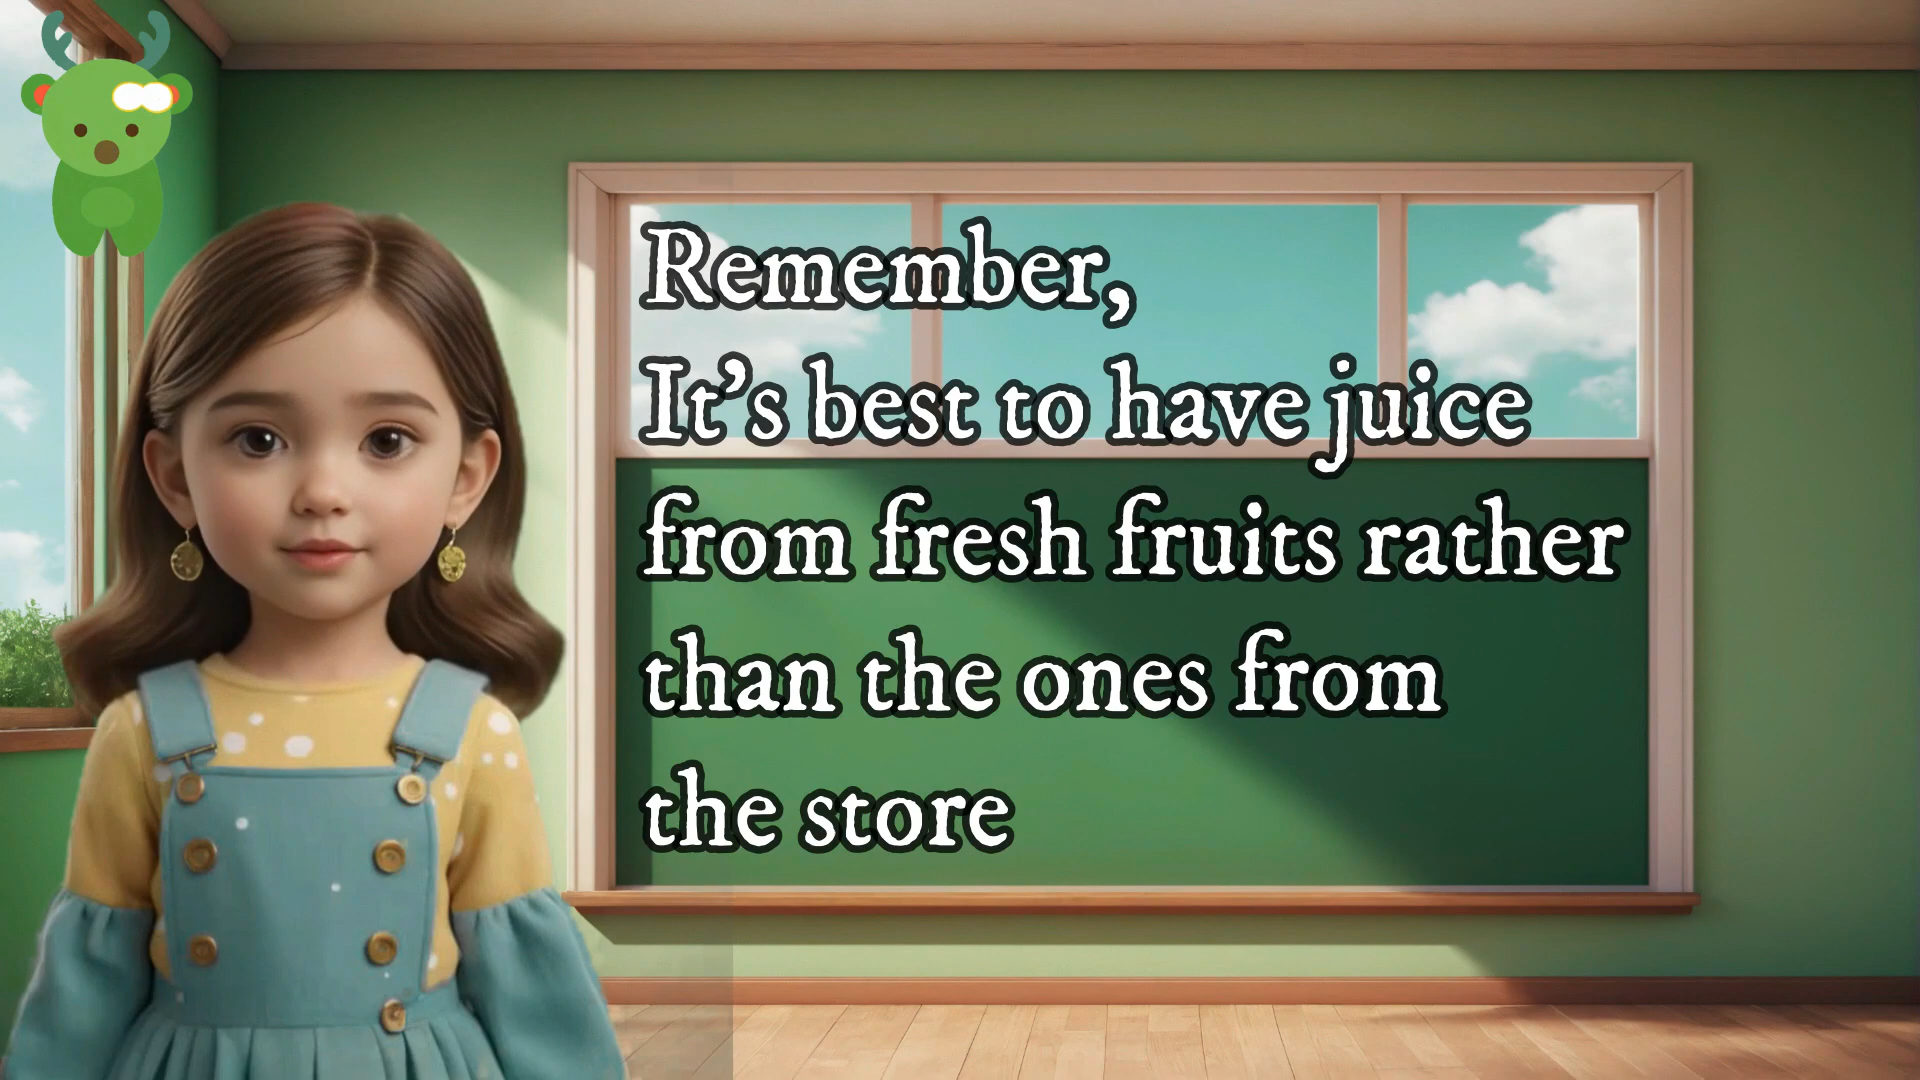 Remember,
It's best to have juice
from fresh fruits rather
than the ones from
the store